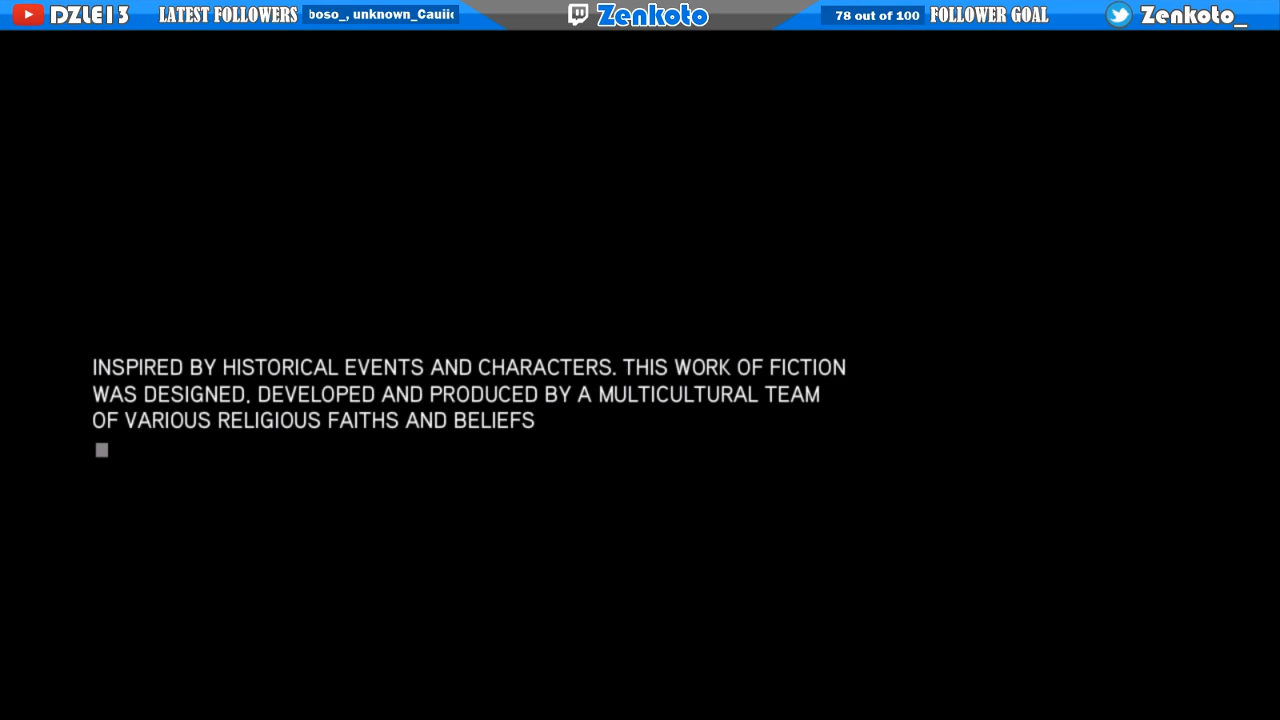 DZLE13 LATEST FOLLOWERS boso_, unknown_Cauiic Zenkoto 78 out of 100 FOLLOWER GOAL Zenkoto_
INSPIRED BY HISTORICAL EVENTS AND CHARACTERS. THIS WORK OF FICTION
WAS DESIGNED, DEVELOPED AND PRODUCED BY A MULTICULTURAL TEAM
OF VARIOUS RELIGIOUS FAITHS AND BELIEFS